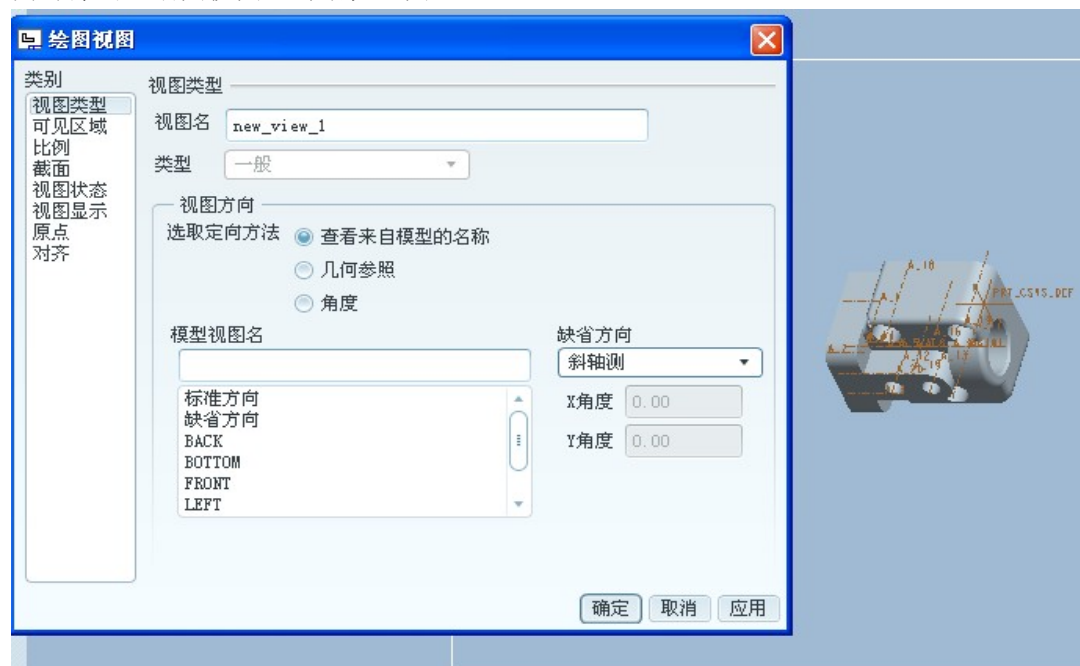 绘图视图
类别
视图类型
可见区域
比例
截面
视图状态
视图显示
原点
对齐
视图类型
视图名 new_view_1
类型 一般
视图方向
选取定向方法 查看来自模型的名称
几何参照
角度
模型视图名
缺省方向
斜轴测
标准方向
缺省方向
BACK
BOTTOM
FRONT
LEFT
X角度 0.00
Y角度 0.00
确定 取消 应用
A_18
PRT_CSYS_DEF